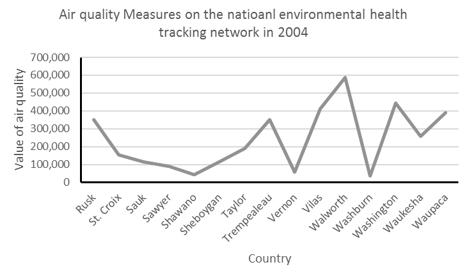 Air quality Measures on the natioanl environmental health
tracking network in 2004
Value of air quality
700,000
600,000
500,000
400,000
300,000
200,000
100,000
0
Rusk
St. Croix
Sauk
Sawyer
Shawano
Sheboygan
Taylor
Trempealeau
Vernon
Vilas
Walworth
Washburn
Washington
Waukesha
Waupaca
Country